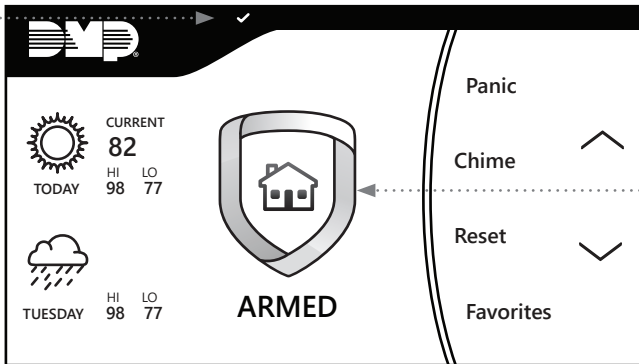 DMP
CURRENT
82
HI LO
98 77
TODAY
HI LO
98 77
TUESDAY
ARMED
Panic
Chime
Reset
Favorites